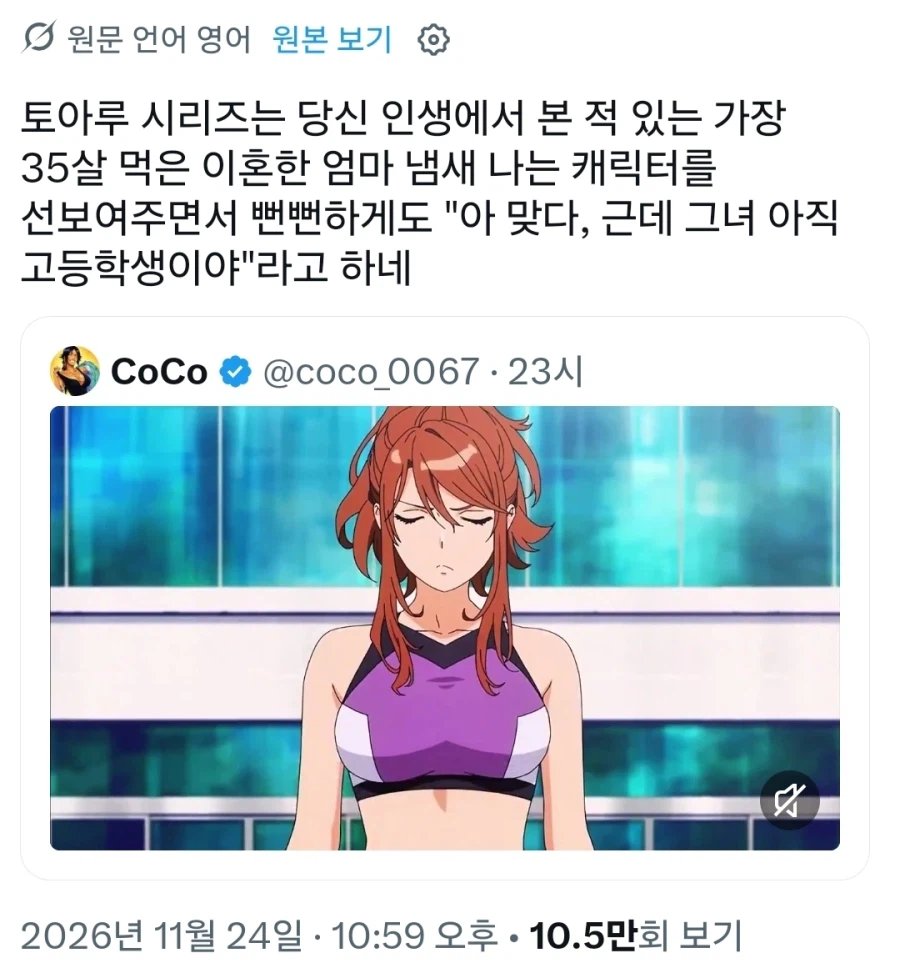 원문 언어 영어 원본 보기
토아루 시리즈는 당신 인생에서 본 적 있는 가장
35살 먹은 이혼한 엄마 냄새 나는 캐릭터를
선보여주면서 뻔뻔하게도 "아 맞다, 근데 그녀 아직
고등학생이야"라고 하네
CoCo @coco_0067 · 23시
2026년 11월 24일 · 10:59 오후 • 10.5만회 보기